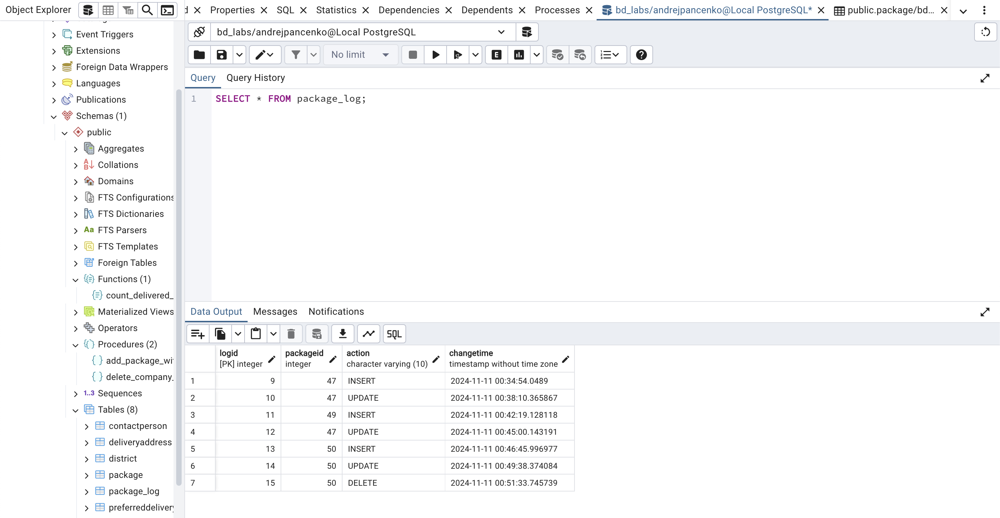 Object Explorer
d
Properties
SQL
Statistics
Dependencies
Dependents
Processes
bd_labs/andrejpancenko@Local PostgreSQL*
public.package/bd...
Event Triggers
Extensions
Foreign Data Wrappers
Languages
Publications
Schemas (1)
public
Aggregates
Collations
Domains
FTS Configurations
FTS Dictionaries
Aa FTS Parsers
FTS Templates
Foreign Tables
Functions (1)
count_delivered_
Materialized Views
Operators
Procedures (2)
add_package_wi
delete_company_
1..3 Sequences
Tables (8)
contactperson
deliveryaddress
district
package
package_log
preferreddelivery
bd_labs/andrejpancenko@Local PostgreSQL
No limit
E
Query Query History
1 SELECT * FROM package_log;
Data Output Messages Notifications
SQL
logid packageid action changetime
[PK] integer integer character varying (10) timestamp without time zone
1 9 47 INSERT 2024-11-11 00:34:54.0489
2 10 47 UPDATE 2024-11-11 00:38:10.365867
3 11 49 INSERT 2024-11-11 00:42:19.128118
4 12 47 UPDATE 2024-11-11 00:45:00.143191
5 13 50 INSERT 2024-11-11 00:46:45.996977
6 14 50 UPDATE 2024-11-11 00:49:38.374084
7 15 50 DELETE 2024-11-11 00:51:33.745739